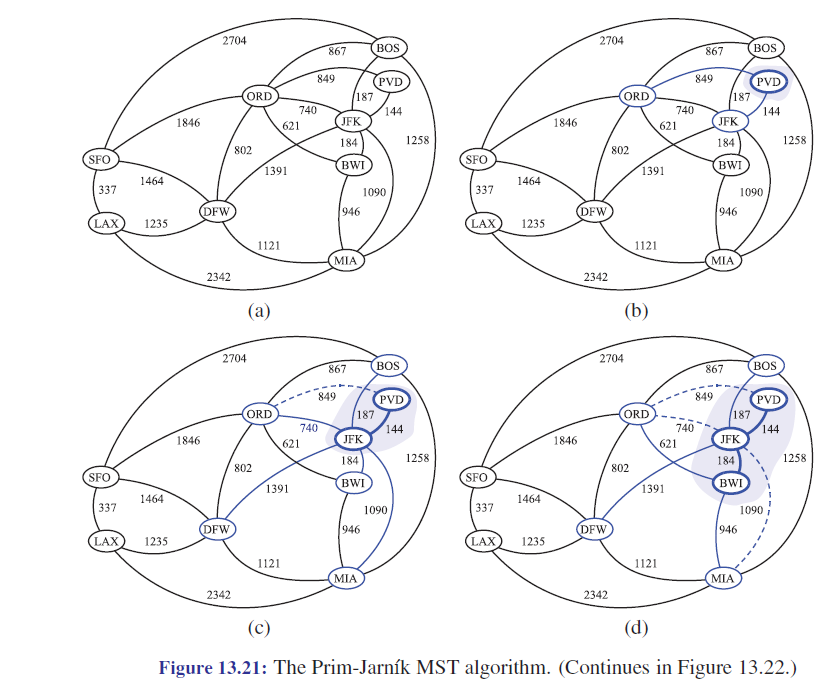 2704
867
BOS
849
PVD
ORD
187
144
740
JFK
1846
621
184
1258
802
1391
BWI
SFO
1464
337
1090
DFW
946
LAX
1235
1121
MIA
2342
(a)
2704
867
BOS
849
PVD
ORD
187
144
740
JFK
1846
621
184
1258
802
1391
BWI
SFO
1464
337
1090
DFW
946
LAX
1235
1121
MIA
2342
(b)
2704
867
BOS
849
PVD
ORD
187
144
740
JFK
1846
621
184
1258
802
1391
BWI
SFO
1464
337
1090
DFW
946
LAX
1235
1121
MIA
2342
(c)
2704
867
BOS
849
PVD
ORD
187
144
740
JFK
1846
621
184
1258
802
1391
BWI
SFO
1464
337
1090
DFW
946
LAX
1235
1121
MIA
2342
(d)
Figure 13.21: The Prim-Jarník MST algorithm. (Continues in Figure 13.22.)